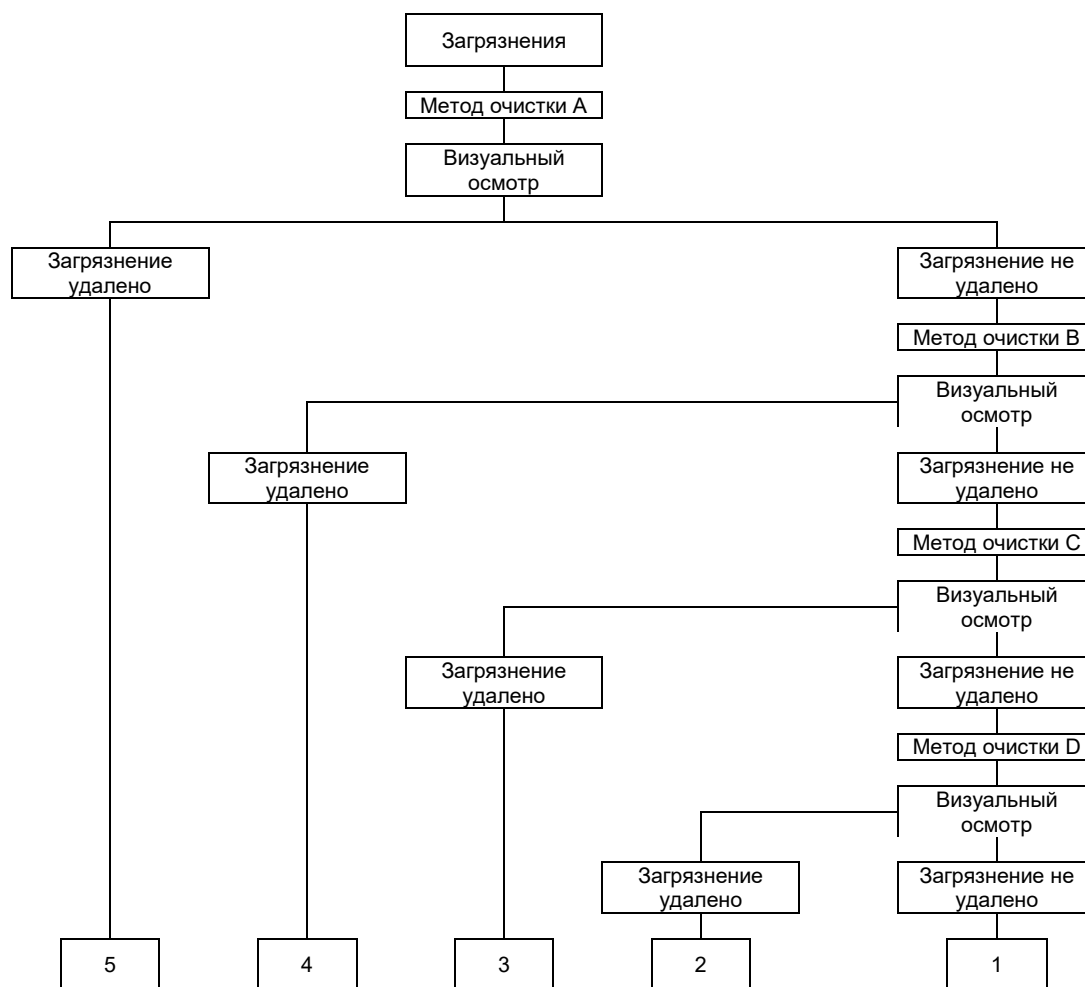 Загрязнения
Метод очистки A
Визуальный
осмотр
Загрязнение
удалено
Загрязнение не
удалено
Метод очистки B
Визуальный
осмотр
Загрязнение
удалено
Загрязнение не
удалено
Метод очистки C
Визуальный
осмотр
Загрязнение
удалено
Загрязнение не
удалено
Метод очистки D
Визуальный
осмотр
Загрязнение
удалено
Загрязнение не
удалено
5 4 3 2 1